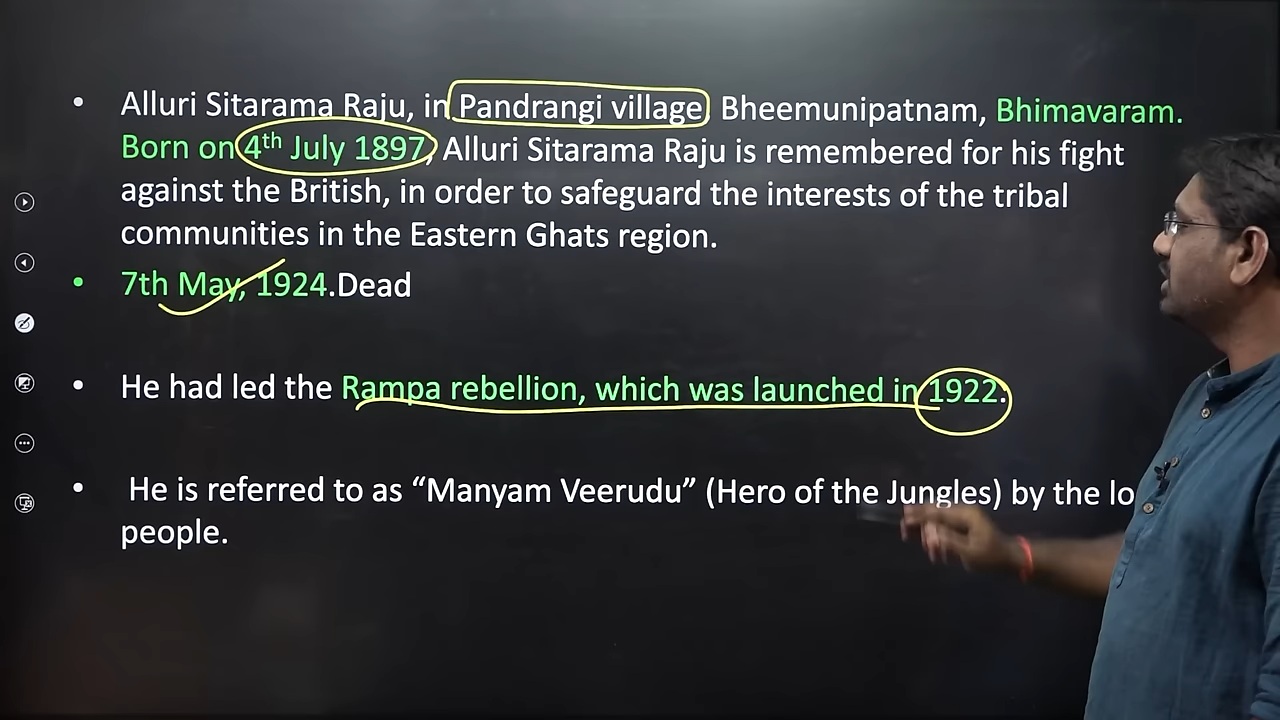 • Alluri Sitarama Raju, in Pandrangi village, Bheemunipatnam, Bhimavaram.
Born on 4th July 1897, Alluri Sitarama Raju is remembered for his fight
against the British, in order to safeguard the interests of the tribal
communities in the Eastern Ghats region.
• 7th May, 1924.Dead
• He had led the Rampa rebellion, which was launched in 1922.
• He is referred to as “Manyam Veerudu” (Hero of the Jungles) by the lo
people.